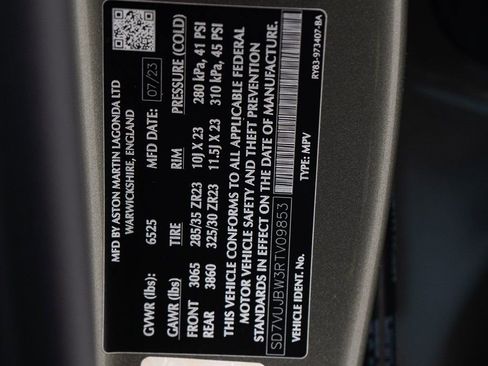 MFD BY ASTON MARTIN LAGONDA LTD
WARWICKSHIRE, ENGLAND
GVWR (lbs): 6525 MFD DATE: 07/23
GAWR (lbs): TIRE RIM PRESSURE (COLD)
FRONT 3065 285/35 ZR23 10J X 23 280 kPa, 41 PSI
REAR 3860 325/30 ZR23 11.5J X 23 310 kPa, 45 PSI
THIS VEHICLE CONFORMS TO ALL APPLICABLE FEDERAL
MOTOR VEHICLE SAFETY AND THEFT PREVENTION
STANDARDS IN EFFECT ON THE DATE OF MANUFACTURE.
SD7VUJBW3RTV09853
VEHICLE IDENT. No. TYPE: MPV
RY83-973407-BA